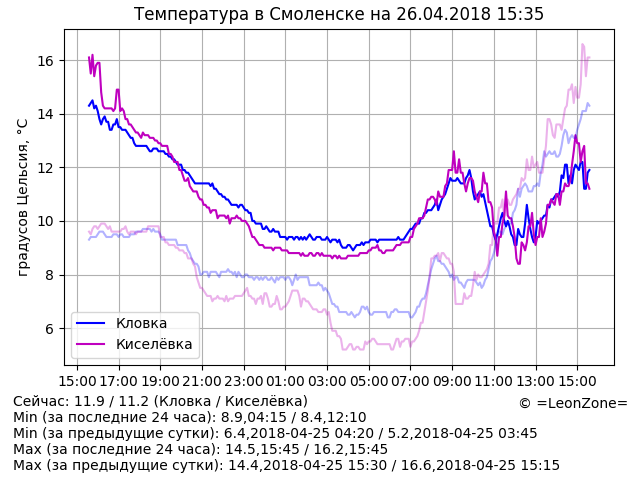 Температура в Смоленске на 26.04.2018 15:35
градусов Цельсия, °С
16
14
12
10
8
6
Кловка
Киселёвка
15:00 17:00 19:00 21:00 23:00 01:00 03:00 05:00 07:00 09:00 11:00 13:00 15:00
Сейчас: 11.9 / 11.2 (Кловка / Киселёвка)
© =LeonZone=
Min (за последние 24 часа): 8.9,04:15 / 8.4,12:10
Min (за предыдущие сутки): 6.4,2018-04-25 04:20 / 5.2,2018-04-25 03:45
Max (за последние 24 часа): 14.5,15:45 / 16.2,15:45
Max (за предыдущие сутки): 14.4,2018-04-25 15:30 / 16.6,2018-04-25 15:15